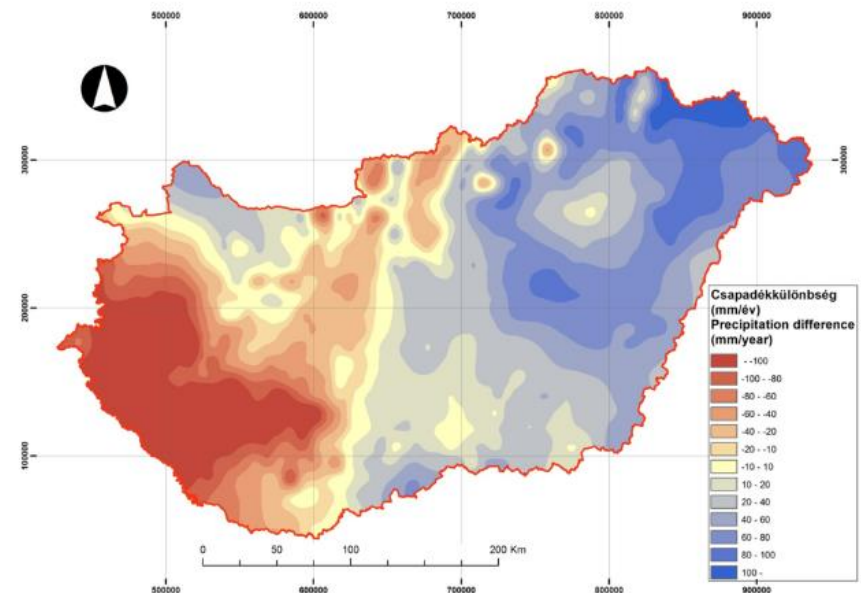 500000 600000 700000 800000 900000
300000 300000
200000
100000
Csapadékkülönbség
(mm/év)
Precipitation difference
(mm/year)
- -100
-100 - -80
-80 - -60
-60 - -40
-40 - -20
-20 - -10
-10 - 10
10 - 20
20 - 40
40 - 60
60 - 80
80 - 100
100 -
0 50 100 200 Km
500000 600000 700000 800000 900000